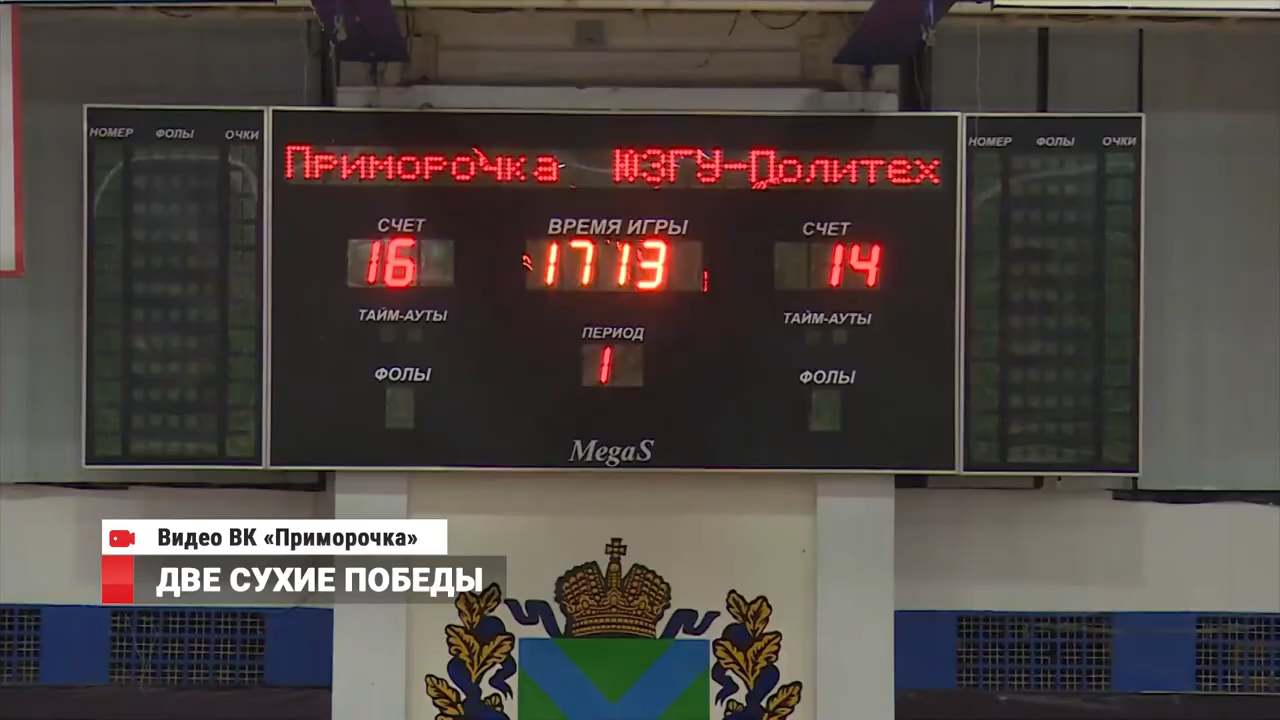 НОМЕР ФОЛЫ ОЧКИ
Приморочка ЮЗГУ-Политех
НОМЕР ФОЛЫ ОЧКИ
СЧЕТ ВРЕМЯ ИГРЫ СЧЕТ
16 17 13 14
ТАЙМ-АУТЫ ПЕРИОД ТАЙМ-АУТЫ
1
ФОЛЫ ФОЛЫ
MegaS
Видео ВК «Приморочка»
ДВЕ СУХИЕ ПОБЕДЫ